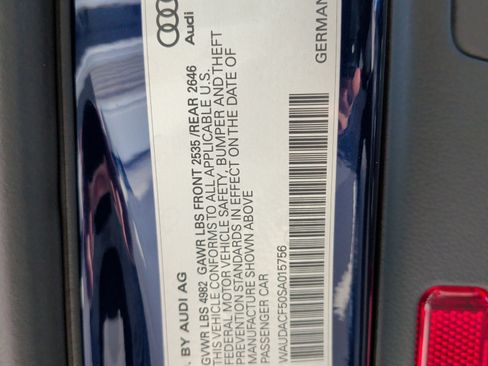 Audi
GERMAN
. BY AUDI AG
GVWR LBS 4982 GAWR LBS FRONT 2535 /REAR 2646
THIS VEHICLE CONFORMS TO ALL APPLICABLE U.S.
FEDERAL MOTOR VEHICLE SAFETY, BUMPER AND THEFT
PREVENTION STANDARDS IN EFFECT ON THE DATE OF
MANUFACTURE SHOWN ABOVE
PASSENGER CAR
WAUDACF50SA015756